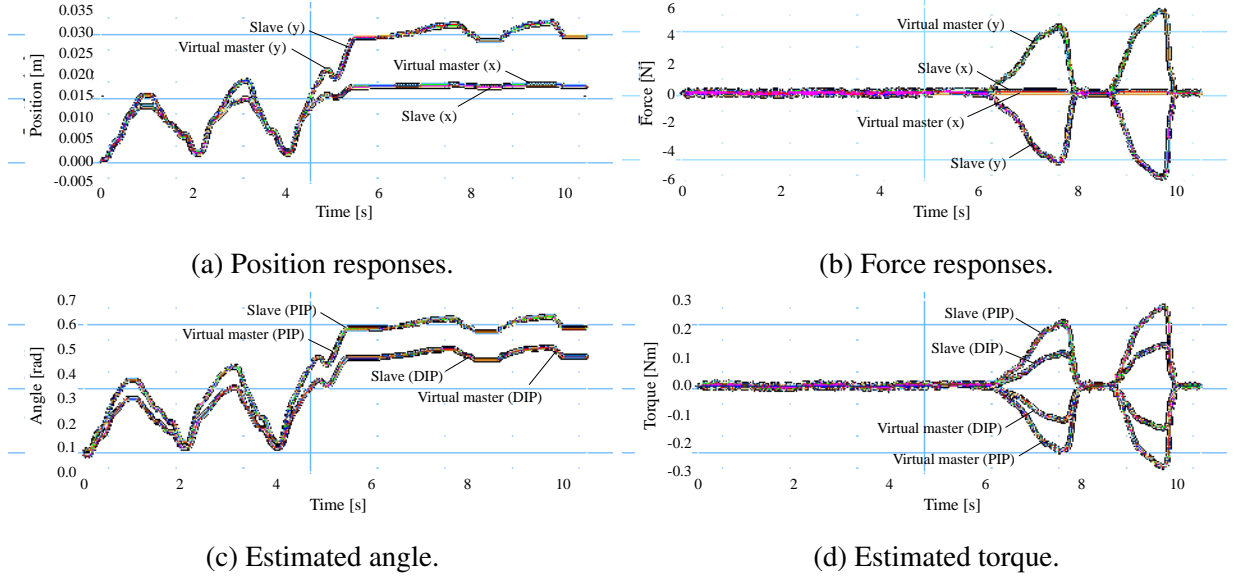 0.035
0.030
0.025
0.020
0.015
0.010
0.005
0.000
-0.005
Position [m]
Slave (y)
Virtual master (y)
Virtual master (x)
Slave (x)
0 2 4 6 8 10
Time [s]
(a) Position responses.
6
4
2
0
-2
-4
-6
Force [N]
Virtual master (y)
Slave (x)
Virtual master (x)
Slave (y)
0 2 4 6 8 10
Time [s]
(b) Force responses.
0.7
0.6
0.5
0.4
0.3
0.2
0.1
0.0
Angle [rad]
Slave (PIP)
Virtual master (PIP)
Slave (DIP)
Virtual master (DIP)
0 2 4 6 8 10
Time [s]
(c) Estimated angle.
0.3
0.2
0.1
0.0
-0.1
-0.2
-0.3
Torque [Nm]
Slave (PIP)
Slave (DIP)
Virtual master (DIP)
Virtual master (PIP)
0 2 4 6 8 10
Time [s]
(d) Estimated torque.